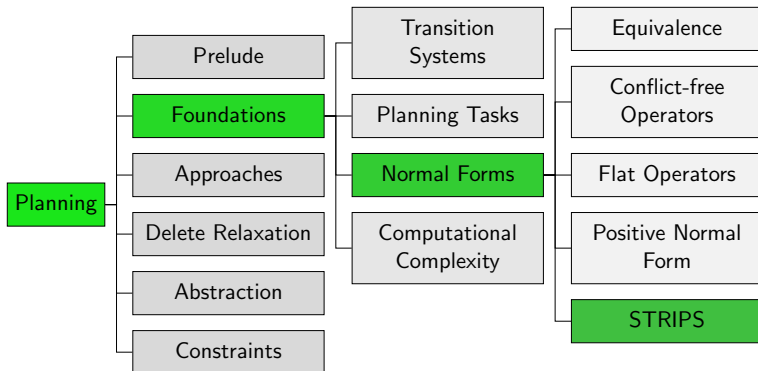 Planning
Prelude
Foundations
Approaches
Delete Relaxation
Abstraction
Constraints
Transition
Systems
Planning Tasks
Normal Forms
Computational
Complexity
Equivalence
Conflict-free
Operators
Flat Operators
Positive Normal
Form
STRIPS